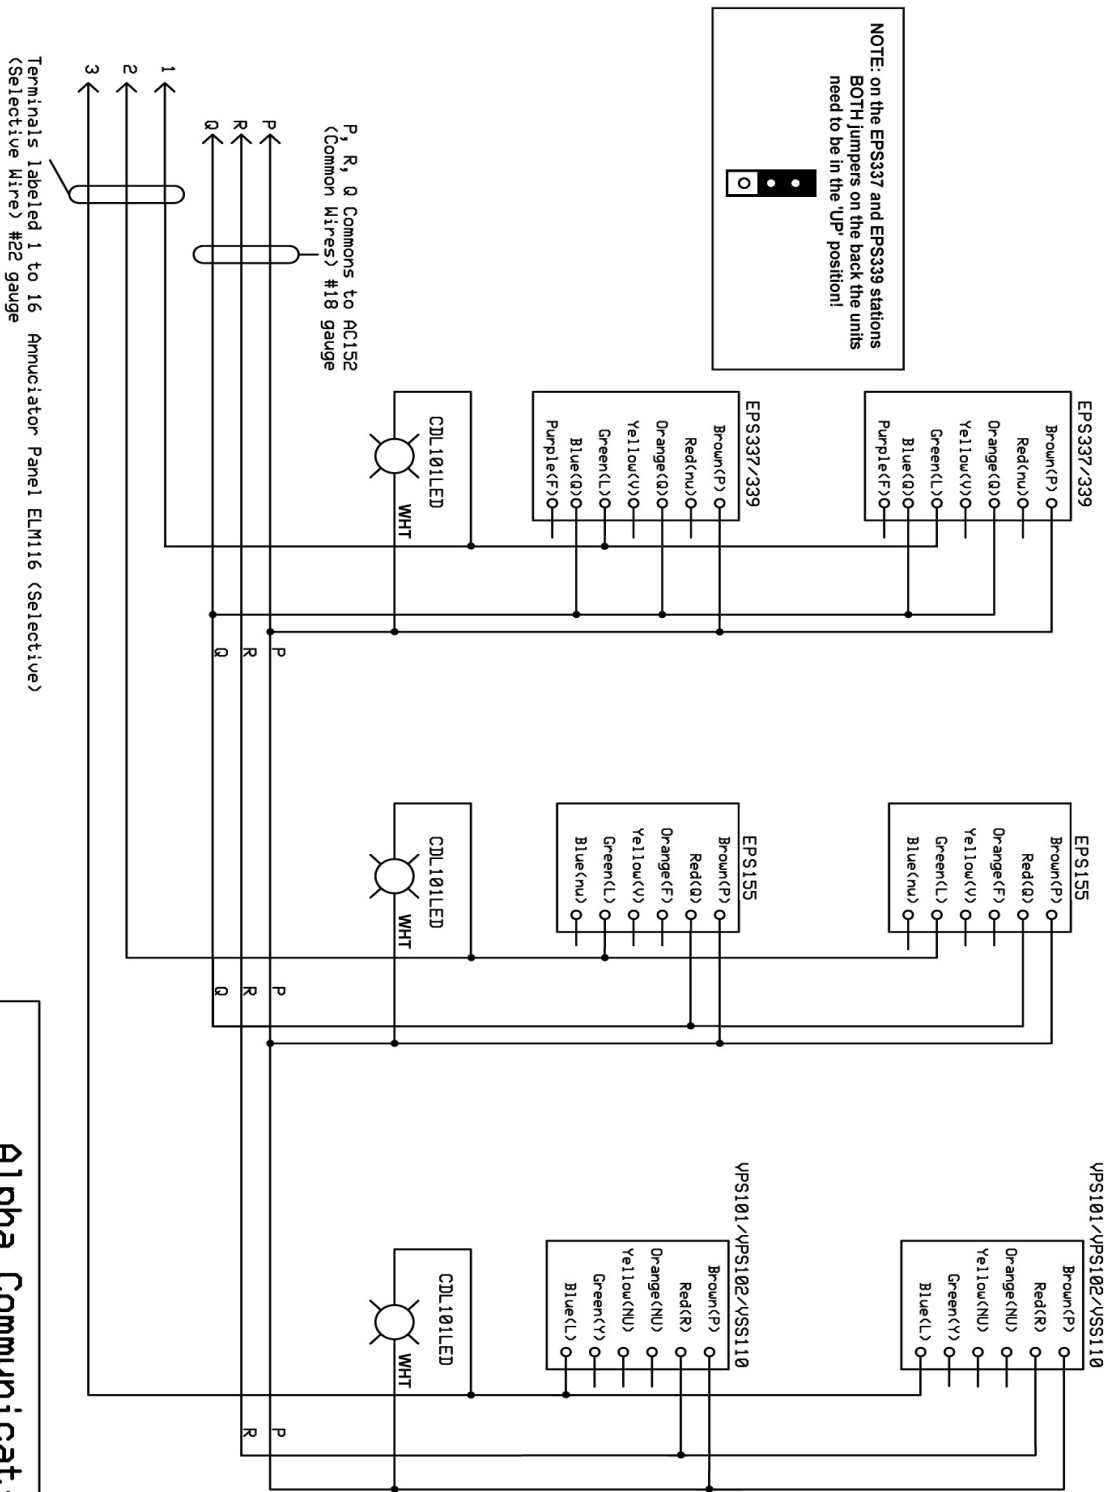 EPS337/339
Brown(P)
Red(nu)
Orange(Q)
Yellow(V)
Green(L)
Blue(Q)
Purple(F)
EPS155
Brown(P)
Red(Q)
Orange(F)
Yellow(V)
Green(L)
Blue(nu)
VPS101/VPS102/VSS110
Brown(P)
Red(R)
Orange(NU)
Yellow(NU)
Green(Y)
Blue(L)
NOTE: on the EPS337 and EPS339 stations
BOTH jumpers on the back the units
need to be in the 'UP' position!
EPS337/339
Brown(P)
Red(nu)
Orange(Q)
Yellow(V)
Green(L)
Blue(Q)
Purple(F)
EPS155
Brown(P)
Red(Q)
Orange(F)
Yellow(V)
Green(L)
Blue(nu)
VPS101/VPS102/VSS110
Brown(P)
Red(R)
Orange(NU)
Yellow(NU)
Green(Y)
Blue(L)
CDL101LED
WHT
CDL101LED
WHT
CDL101LED
WHT
P, R, Q Commons to AC152
(Common Wires) #18 gauge
P
R
Q
P
R
Q
P
R
Q
P
R
1
2
3
Terminals labeled 1 to 16 Annuciator Panel ELM116 (Selective)
(Selective Wire) #22 gauge
Alpha